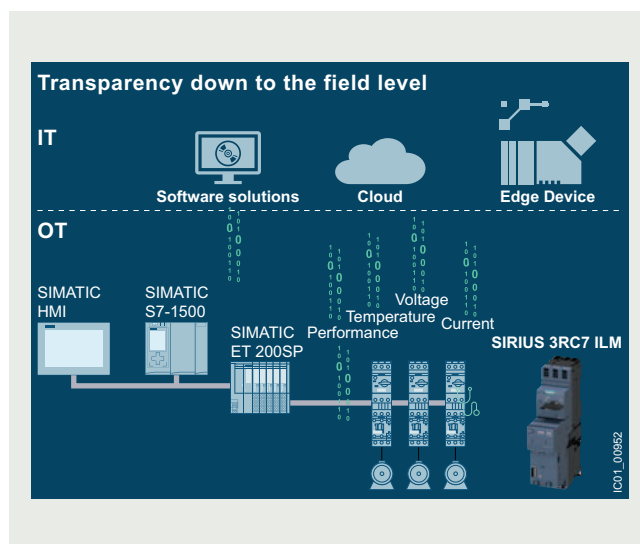 Transparency down to the field level
IT
Software solutions
Cloud
Edge Device
OT
SIMATIC
HMI
SIMATIC
S7-1500
SIMATIC
ET 200SP
Performance
Temperature
Voltage
Current
SIRIUS 3RC7 ILM
IC01_00952